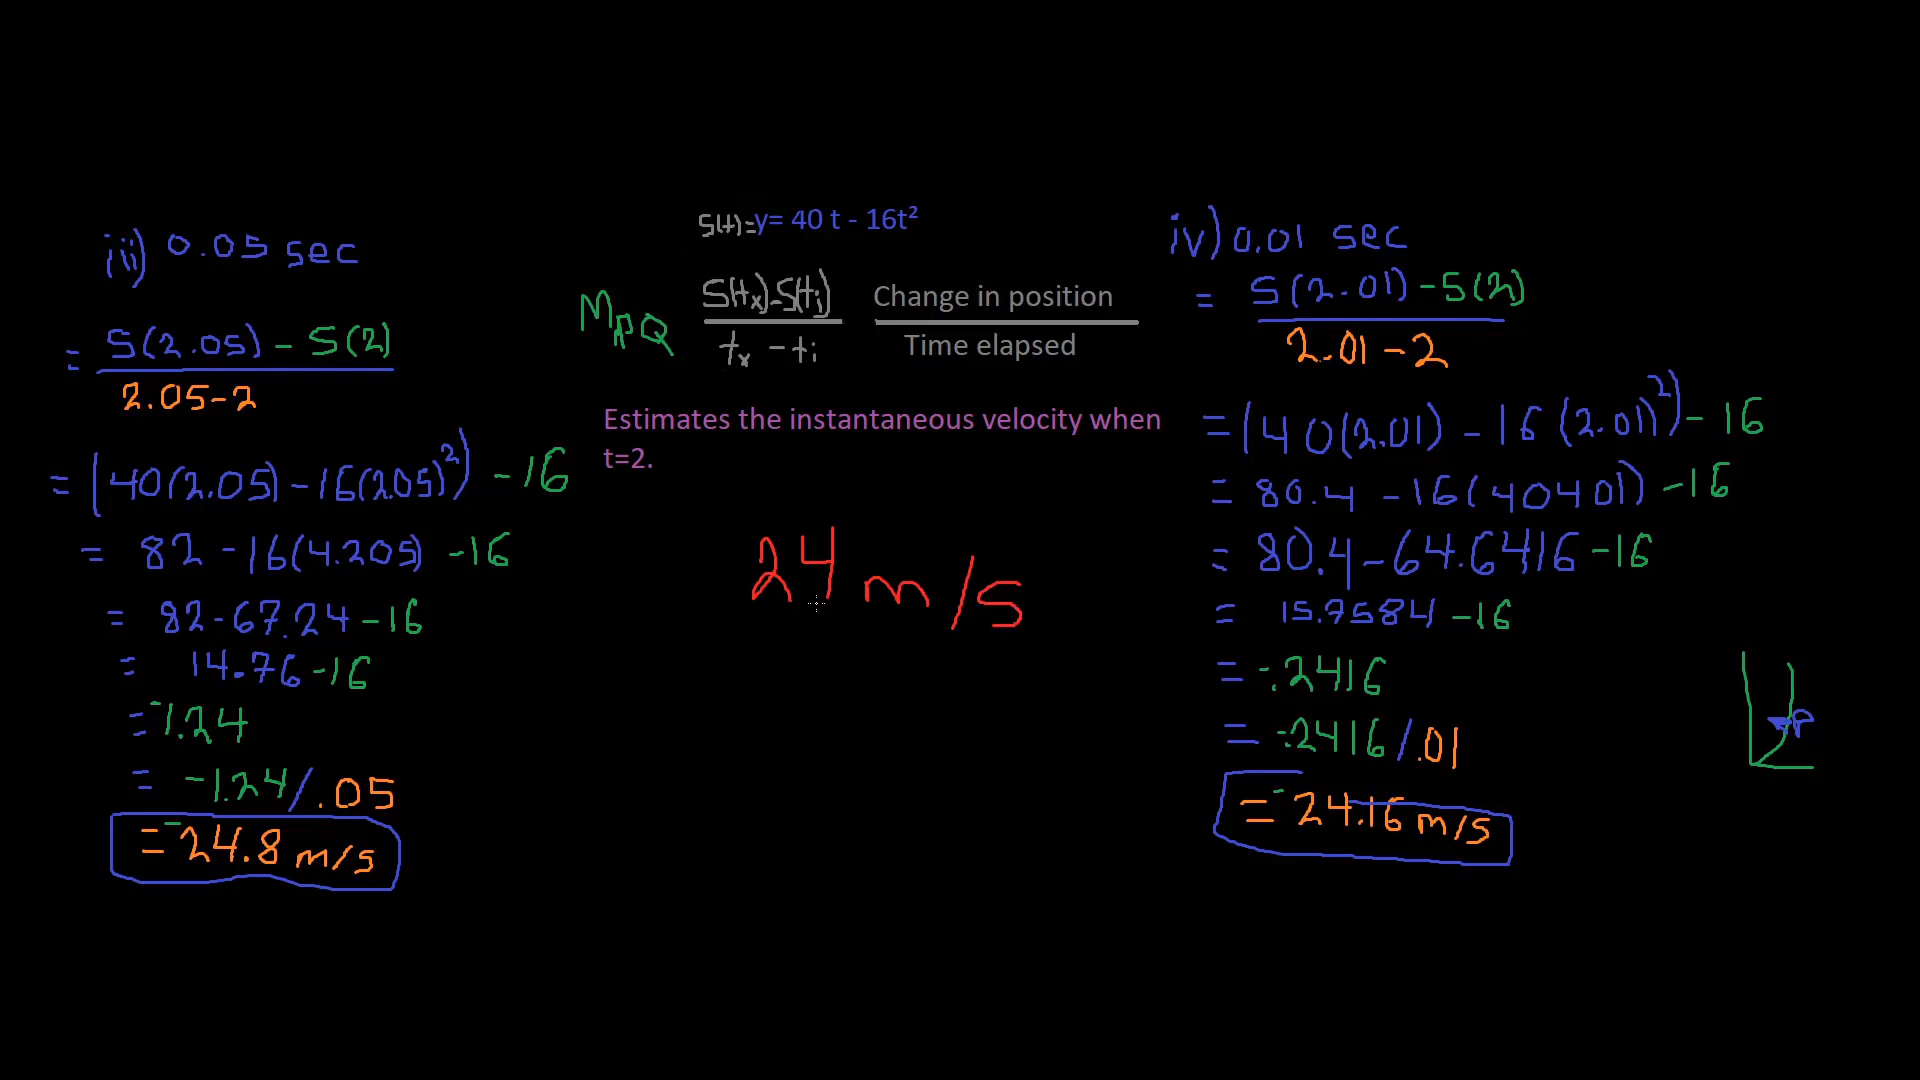 iii) 0.05 sec
= S(2.05) - S(2)
2.05-2
= (40(2.05) - 16(2.05)²) - 16
= 82 - 16(4.205) - 16
= 82 - 67.24 - 16
= 14.76 - 16
= -1.24
= -1.24/.05
= -24.8 m/s
S(t)= y= 40 t - 16t²
MPQ S(tx) - S(ti) Change in position
tx - ti Time elapsed
Estimates the instantaneous velocity when
t=2.
24 m/s
iv) 0.01 sec
= S(2.01) - S(2)
2.01 - 2
= (40(2.01) - 16(2.01)²) - 16
= 80.4 - 16(40401) - 16
= 80.4 - 64.6416 - 16
= 15.7584 - 16
= -.2416
= -.2416/.01
= -24.16 m/s
P